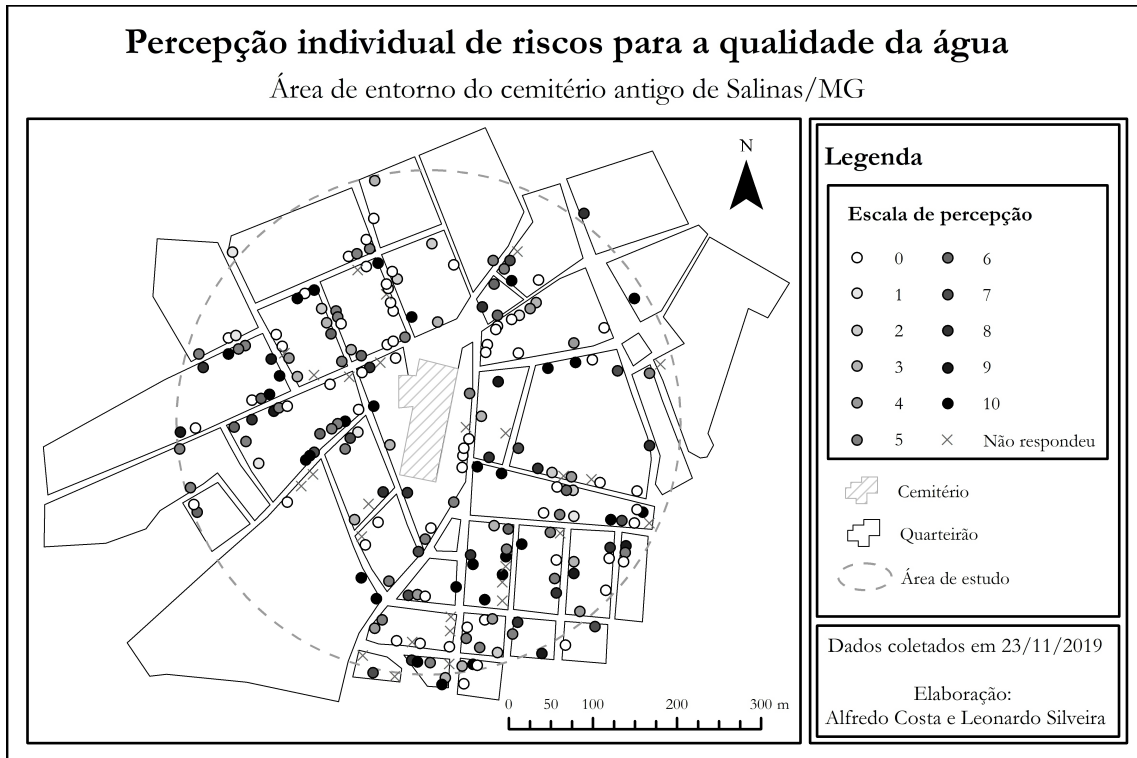 Percepção individual de riscos para a qualidade da água
Área de entorno do cemitério antigo de Salinas/MG
N
0 50 100 200 300 m
Legenda
Escala de percepção
0 6
1 7
2 8
3 9
4 10
5 Não respondeu
Cemitério
Quarteirão
Área de estudo
Dados coletados em 23/11/2019
Elaboração:
Alfredo Costa e Leonardo Silveira